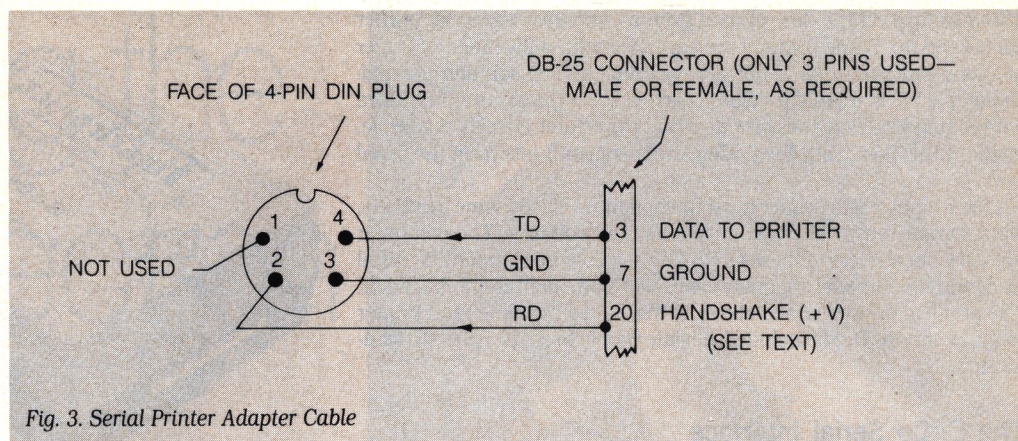 DB-25 CONNECTOR (ONLY 3 PINS USED—
MALE OR FEMALE, AS REQUIRED)
FACE OF 4-PIN DIN PLUG
1
4
2
3
NOT USED
TD
3
DATA TO PRINTER
GND
7
GROUND
RD
20
HANDSHAKE (+V)
(SEE TEXT)
Fig. 3. Serial Printer Adapter Cable